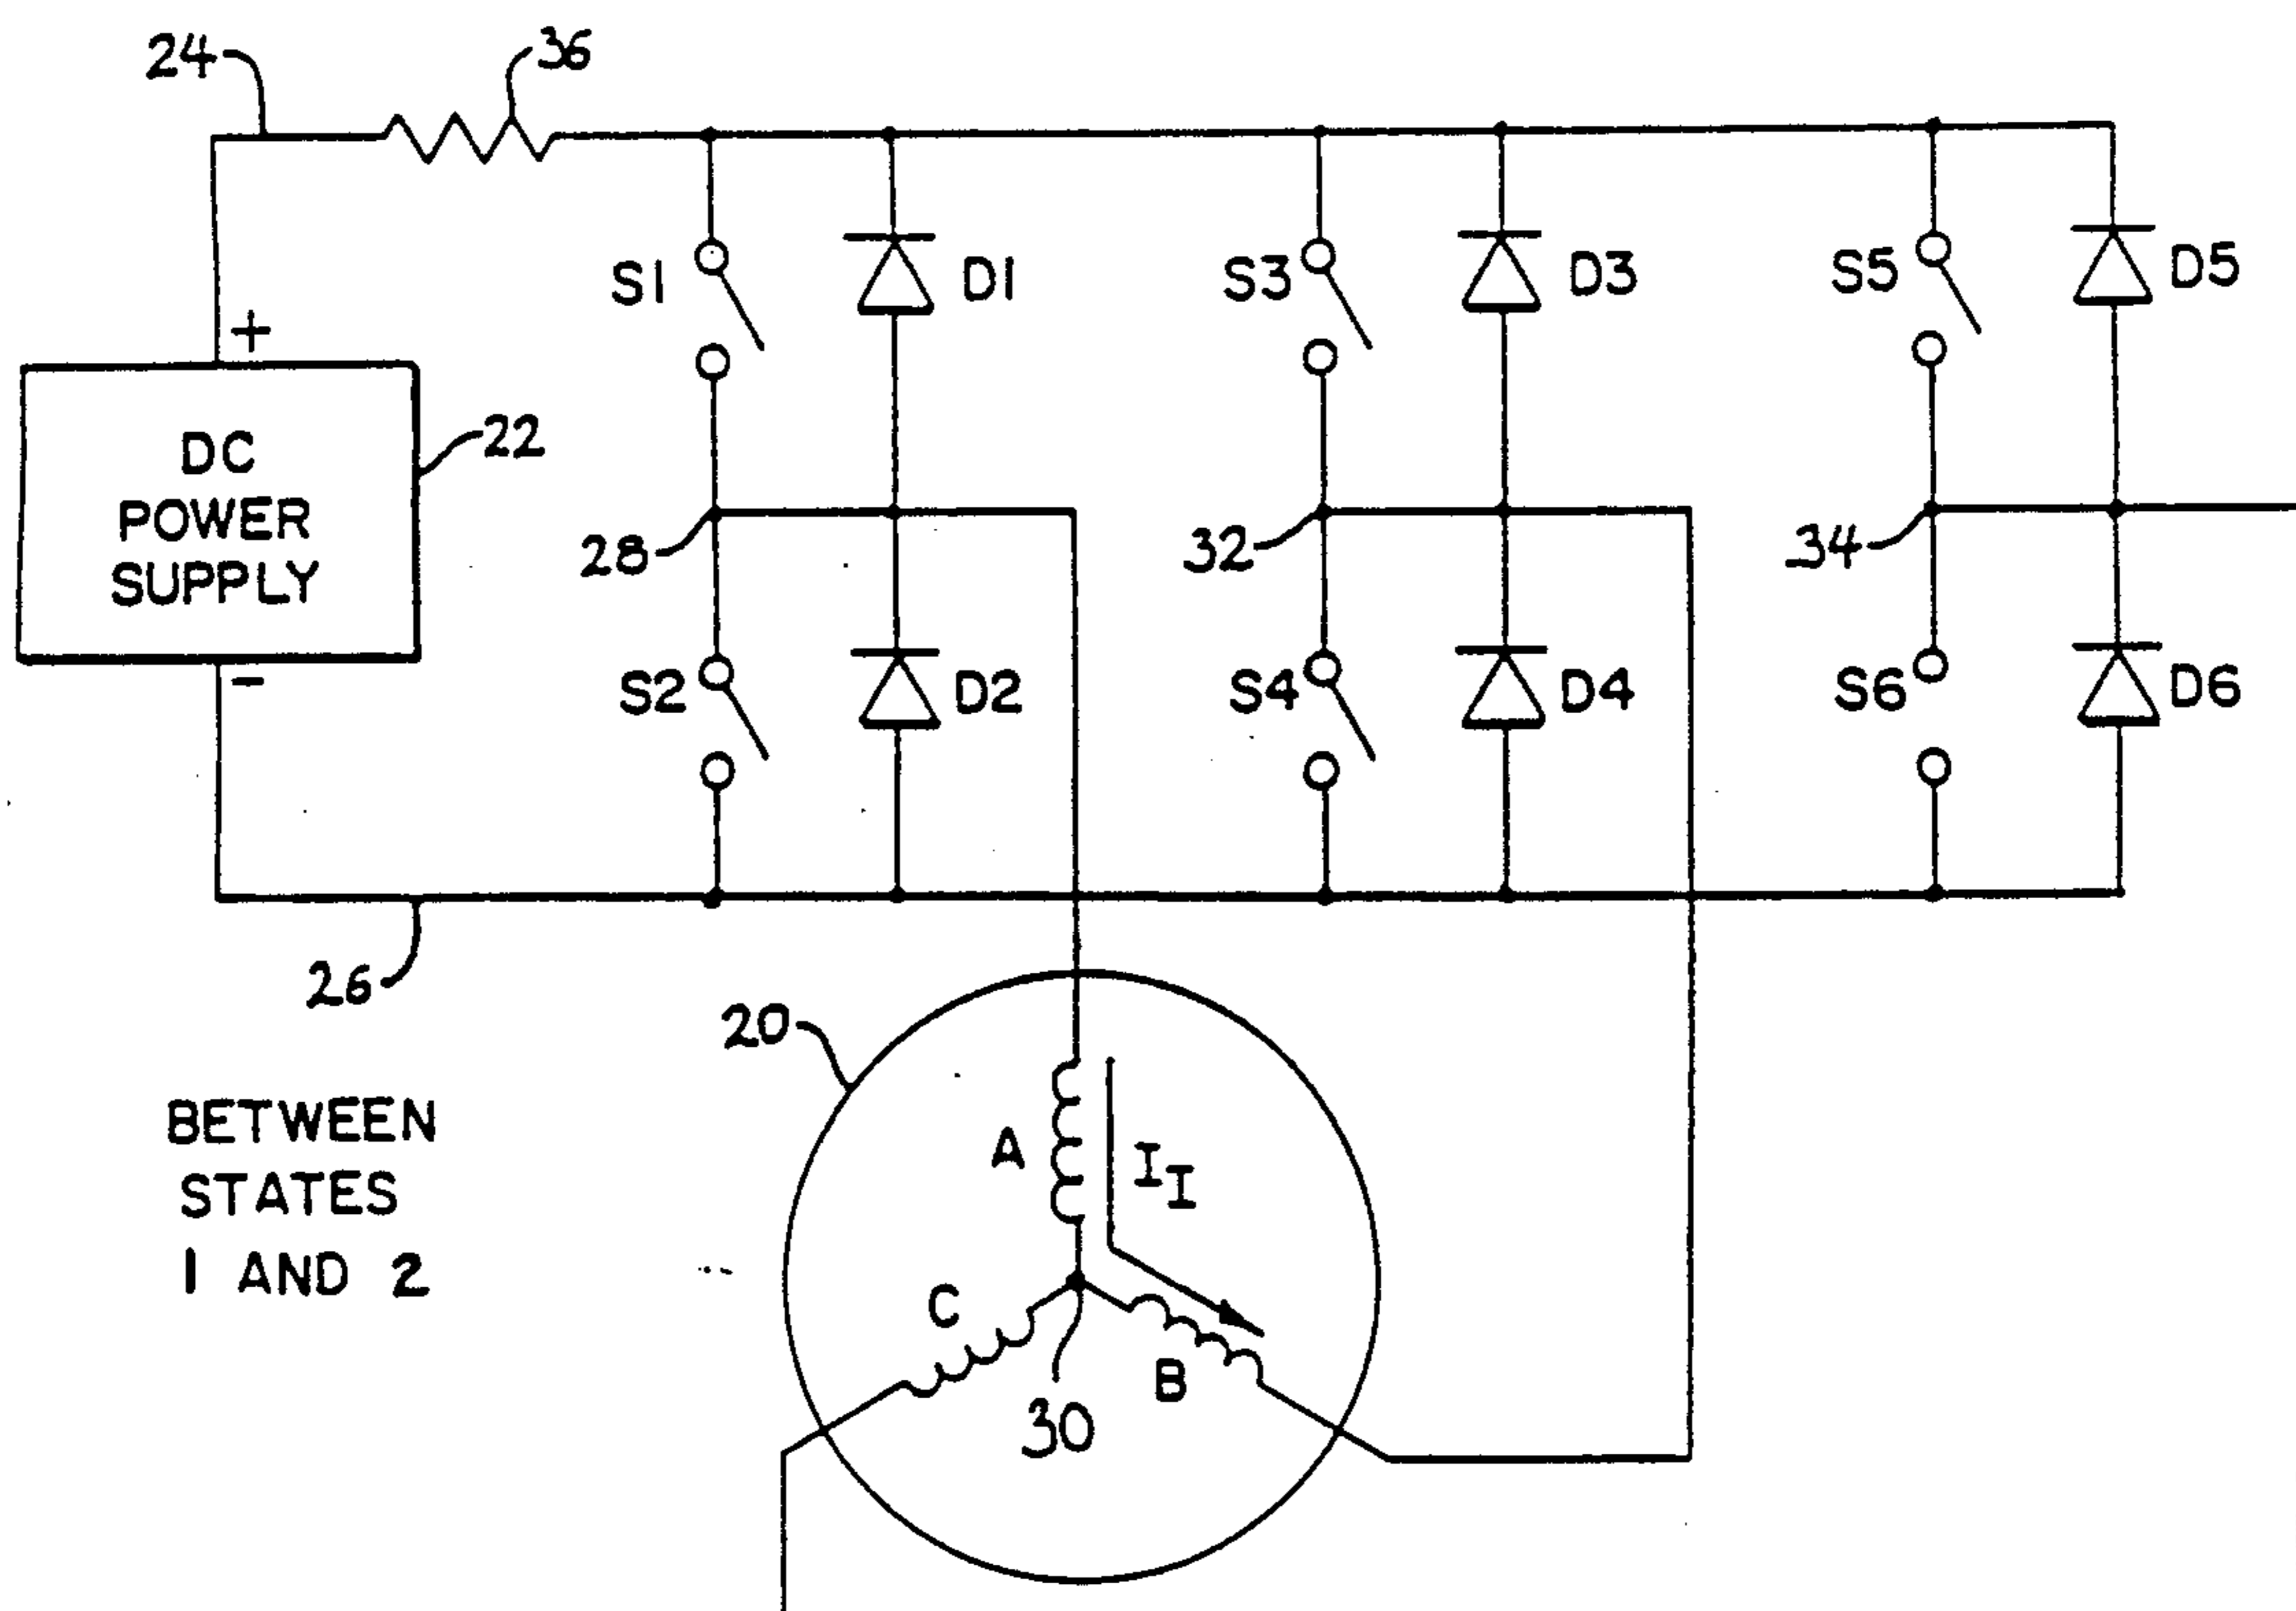 24
36
S1
D1
S3
D3
S5
D5
+
DC
POWER
SUPPLY
22
28
32
34
-
S2
D2
S4
D4
S6
D6
26
20
BETWEEN
STATES
1 AND 2
A
I_I
C
B
30